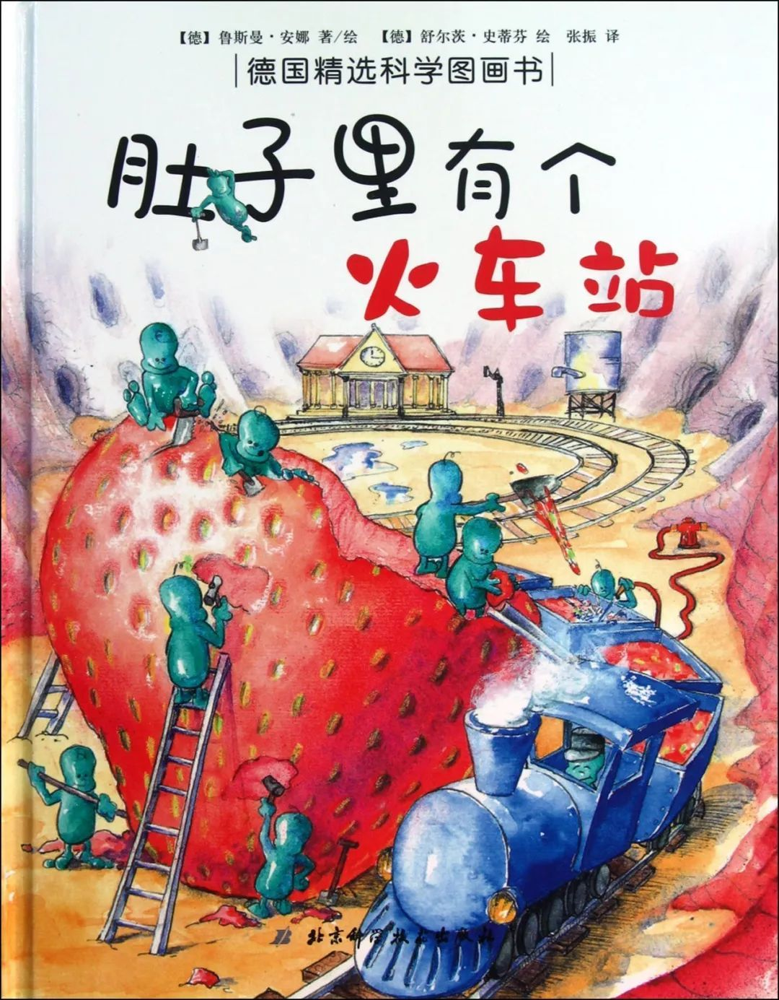 【德】鲁斯曼·安娜 著/绘 【德】舒尔茨·史蒂芬 绘 张振 译
德国精选科学图画书
肚子里有个
火车站
北京科学技术出版社